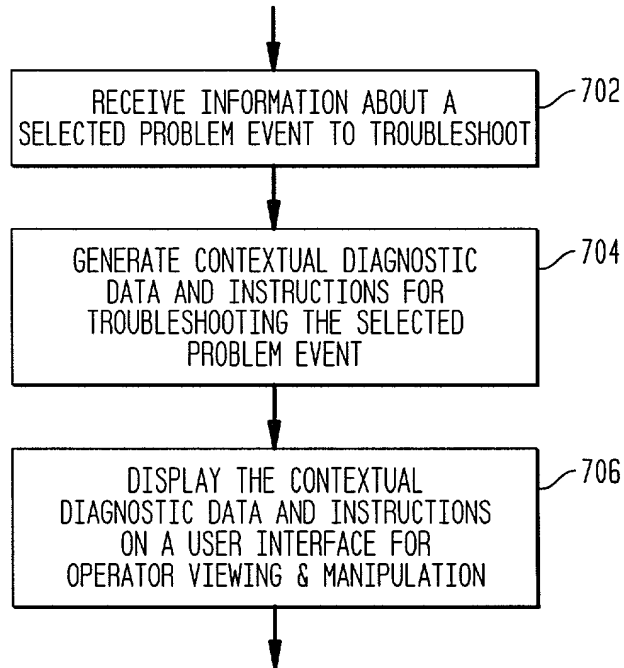 RECEIVE INFORMATION ABOUT A
SELECTED PROBLEM EVENT TO TROUBLESHOOT
702
GENERATE CONTEXTUAL DIAGNOSTIC
DATA AND INSTRUCTIONS FOR
TROUBLESHOOTING THE SELECTED
PROBLEM EVENT
704
DISPLAY THE CONTEXTUAL
DIAGNOSTIC DATA AND INSTRUCTIONS
ON A USER INTERFACE FOR
OPERATOR VIEWING & MANIPULATION
706